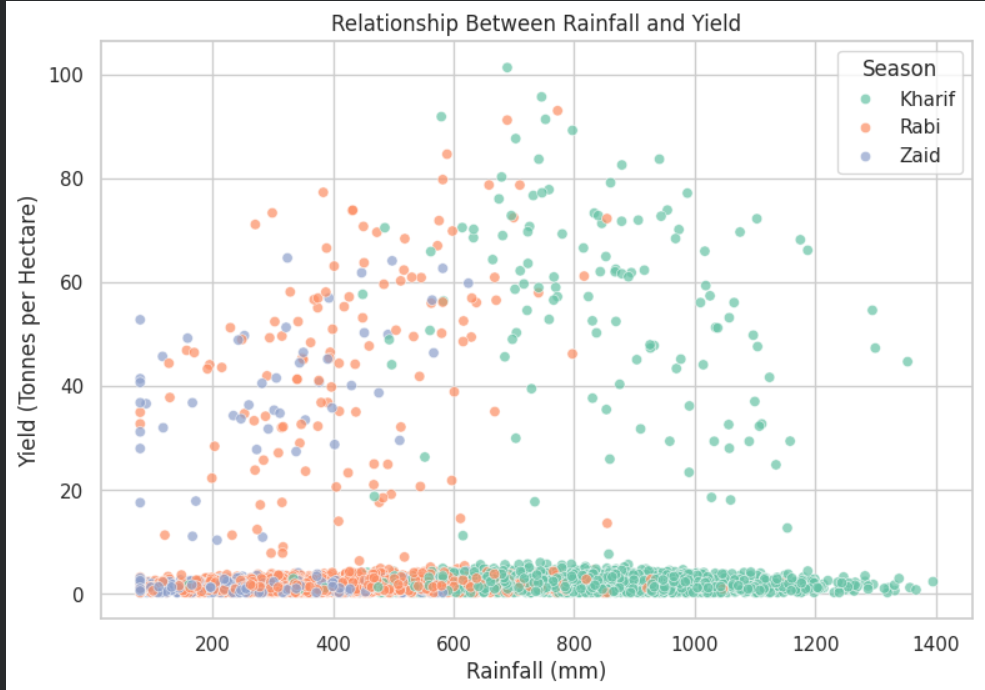 Relationship Between Rainfall and Yield
Season
Kharif
Rabi
Zaid
Yield (Tonnes per Hectare)
100
80
60
40
20
0
200 400 600 800 1000 1200 1400
Rainfall (mm)